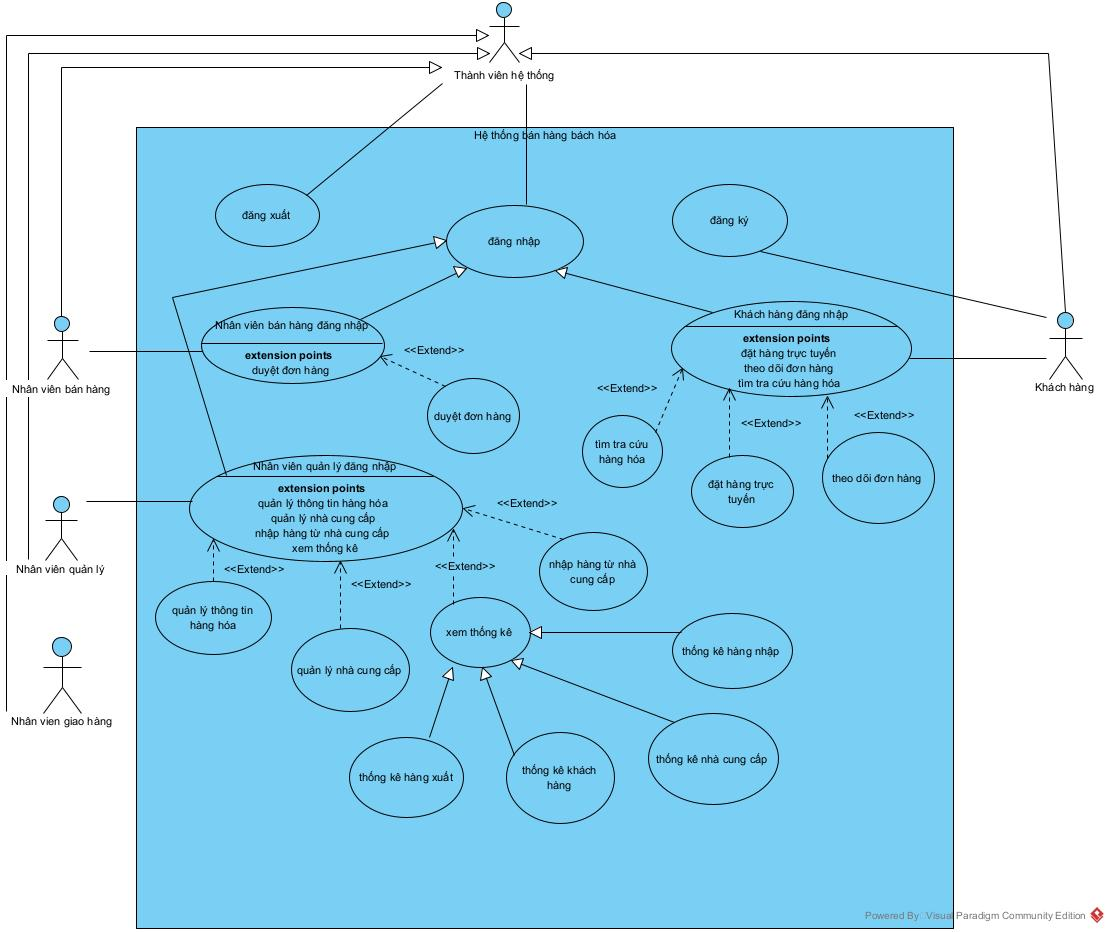 Thành viên hệ thống
Hệ thống bán hàng bách hóa
đăng xuất
đăng nhập
đăng ký
Nhân viên bán hàng đăng nhập
extension points
duyệt đơn hàng
<<Extend>>
duyệt đơn hàng
Khách hàng đăng nhập
extension points
đặt hàng trực tuyến
theo dõi đơn hàng
tìm tra cứu hàng hóa
Nhân viên bán hàng
Khách hàng
<<Extend>>
<<Extend>>
<<Extend>>
tìm tra cứu
hàng hóa
đặt hàng trực
tuyến
theo dõi đơn hàng
Nhân viên quản lý đăng nhập
extension points
quản lý thông tin hàng hóa
quản lý nhà cung cấp
nhập hàng từ nhà cung cấp
xem thống kê
Nhân viên quản lý
<<Extend>>
<<Extend>>
<<Extend>>
<<Extend>>
nhập hàng từ nhà
cung cấp
quản lý thông tin
hàng hóa
quản lý nhà cung cấp
xem thống kê
thống kê hàng nhập
Nhân vien giao hàng
thống kê hàng xuất
thống kê khách
hàng
thống kê nhà cung cấp
Powered By Visual Paradigm Community Edition